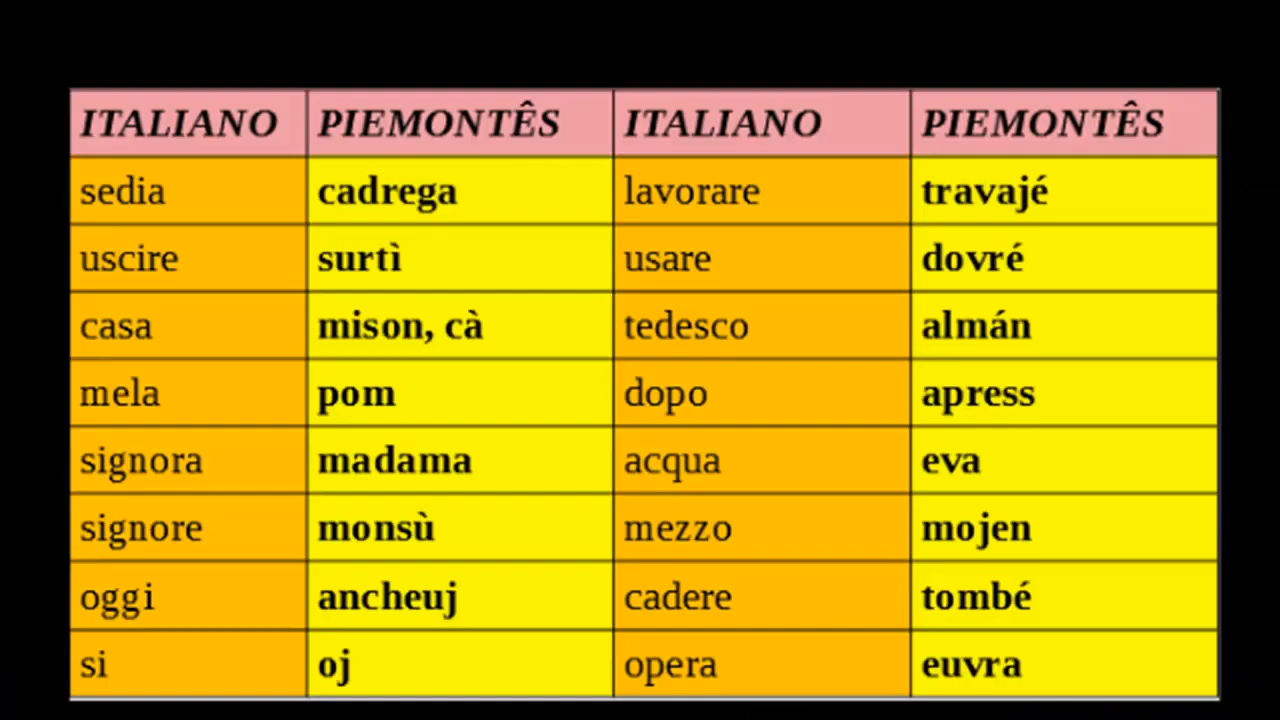 ITALIANO PIEMONTÊS ITALIANO PIEMONTÊS
sedia cadrega lavorare travajé
uscire surtì usare dovré
casa mison, cà tedesco almán
mela pom dopo apress
signora madama acqua eva
signore monsù mezzo mojen
oggi ancheuj cadere tombé
si oj opera euvra